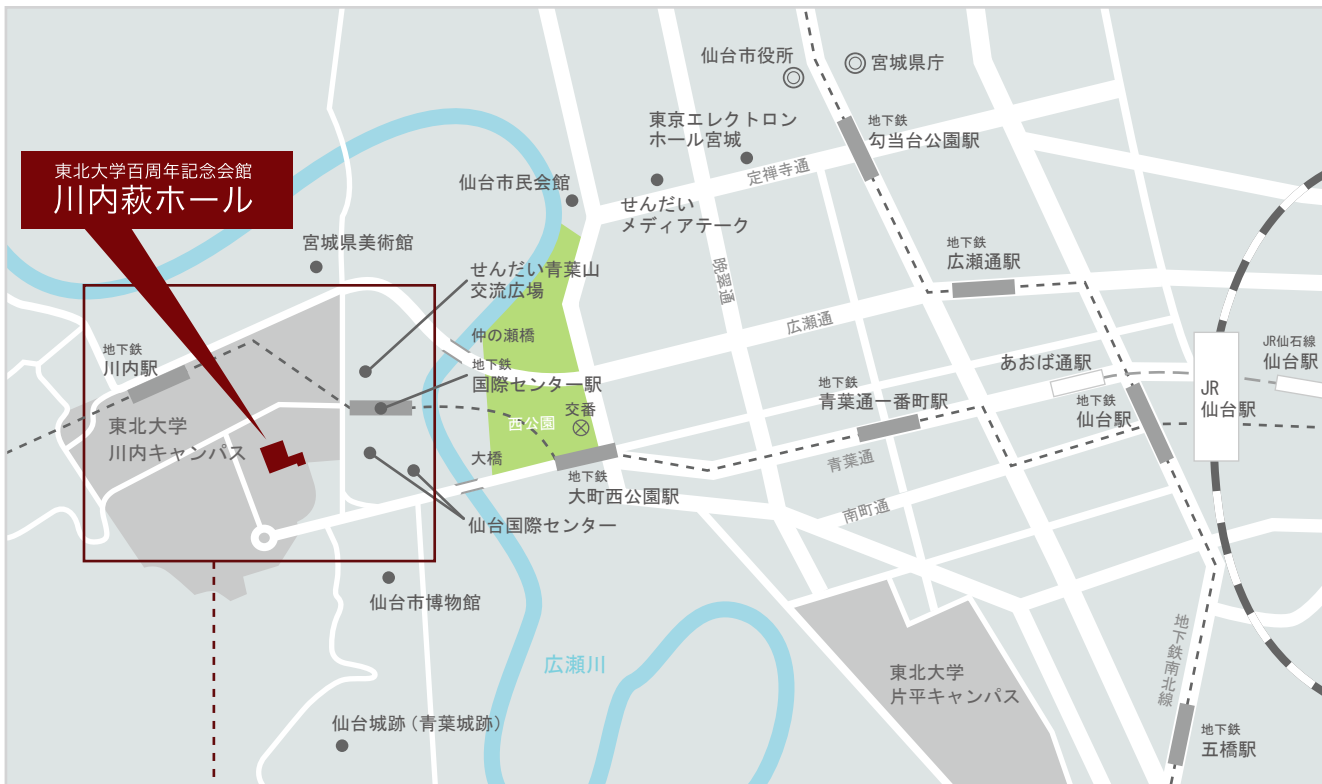 仙台市役所
宮城県庁
東京エレクトロン
ホール宮城
地下鉄
勾当台公園駅
定禅寺通
東北大学百周年記念会館
川内萩ホール
仙台市民会館
せんだい
メディアテーク
宮城県美術館
せんだい青葉山
交流広場
晩翠通
地下鉄
広瀬通駅
広瀬通
仲の瀬橋
地下鉄
川内駅
地下鉄
国際センター駅
地下鉄
青葉通一番町駅
あおば通駅
地下鉄
仙台駅
JR
仙台駅
JR仙石線
仙台駅
東北大学
川内キャンパス
西公園
交番
大橋
青葉通
地下鉄
大町西公園駅
南町通
仙台国際センター
仙台市博物館
広瀬川
東北大学
片平キャンパス
地下鉄南北線
仙台城跡（青葉城跡）
地下鉄
五橋駅